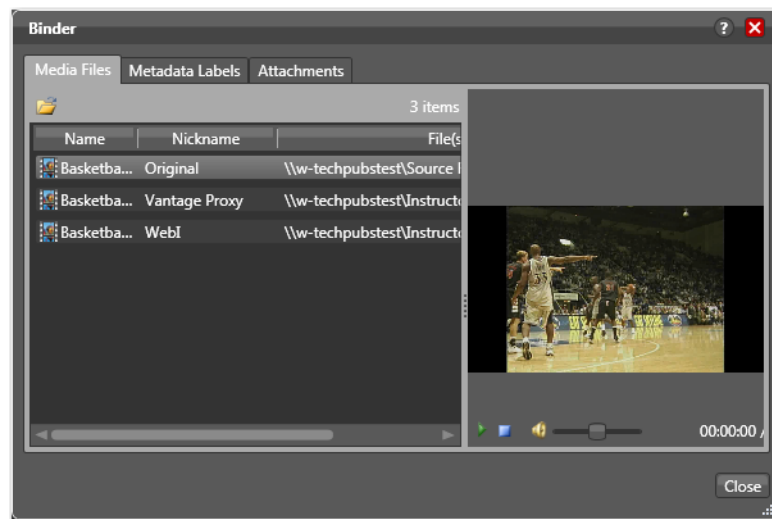 Binder
?
Media Files Metadata Labels Attachments
3 items
Name Nickname File(s
Basketba... Original \\w-techpubstest\Source
Basketba... Vantage Proxy \\w-techpubstest\Instruct
Basketba... WebI \\w-techpubstest\Instruct
33
00:00:00 /
Close